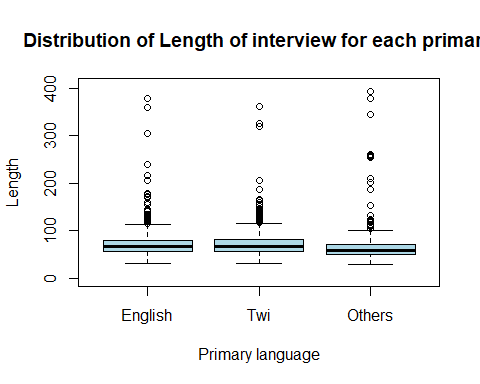 Distribution of Length of interview for each primar
Length
400
300
200
100
0
English Twi Others
Primary language